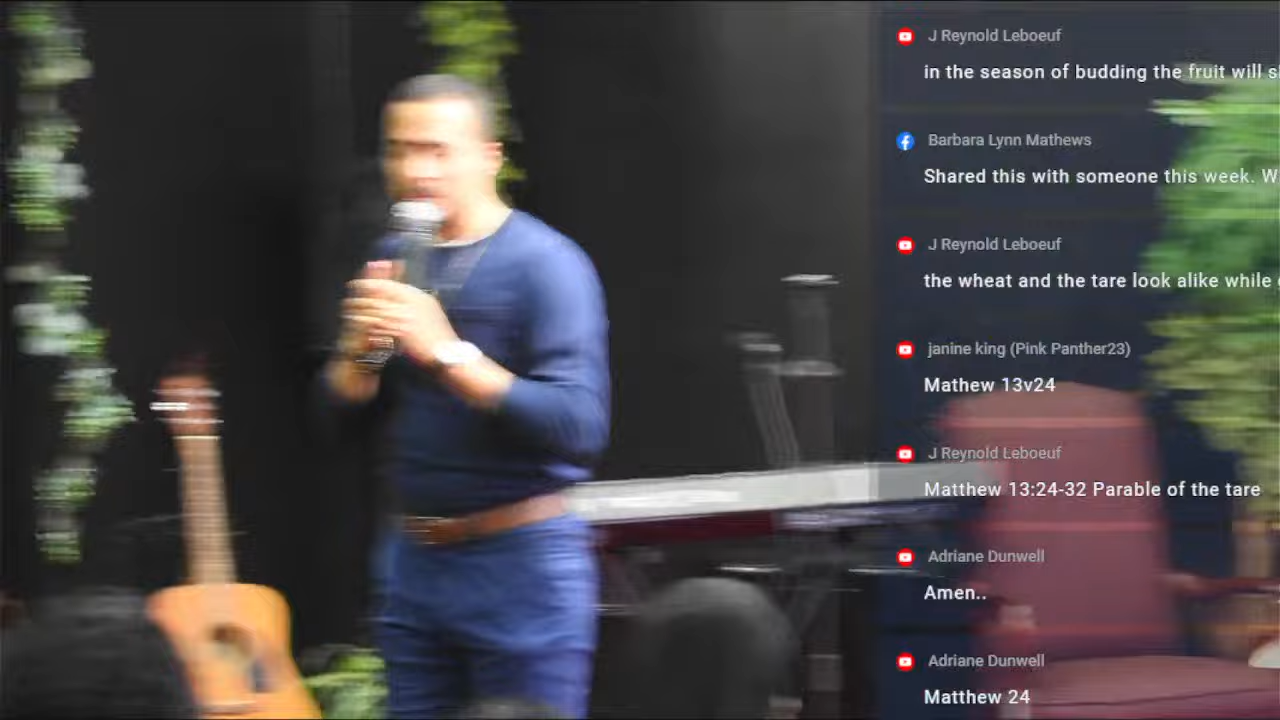 J Reynold Leboeuf
in the season of budding the fruit will
Barbara Lynn Mathews
Shared this with someone this week.
J Reynold Leboeuf
the wheat and the tare look alike while
janine king (Pink Panther23)
Mathew 13v24
J Reynold Leboeuf
Matthew 13:24-32 Parable of the tare
Adriane Dunwell
Amen..
Adriane Dunwell
Matthew 24